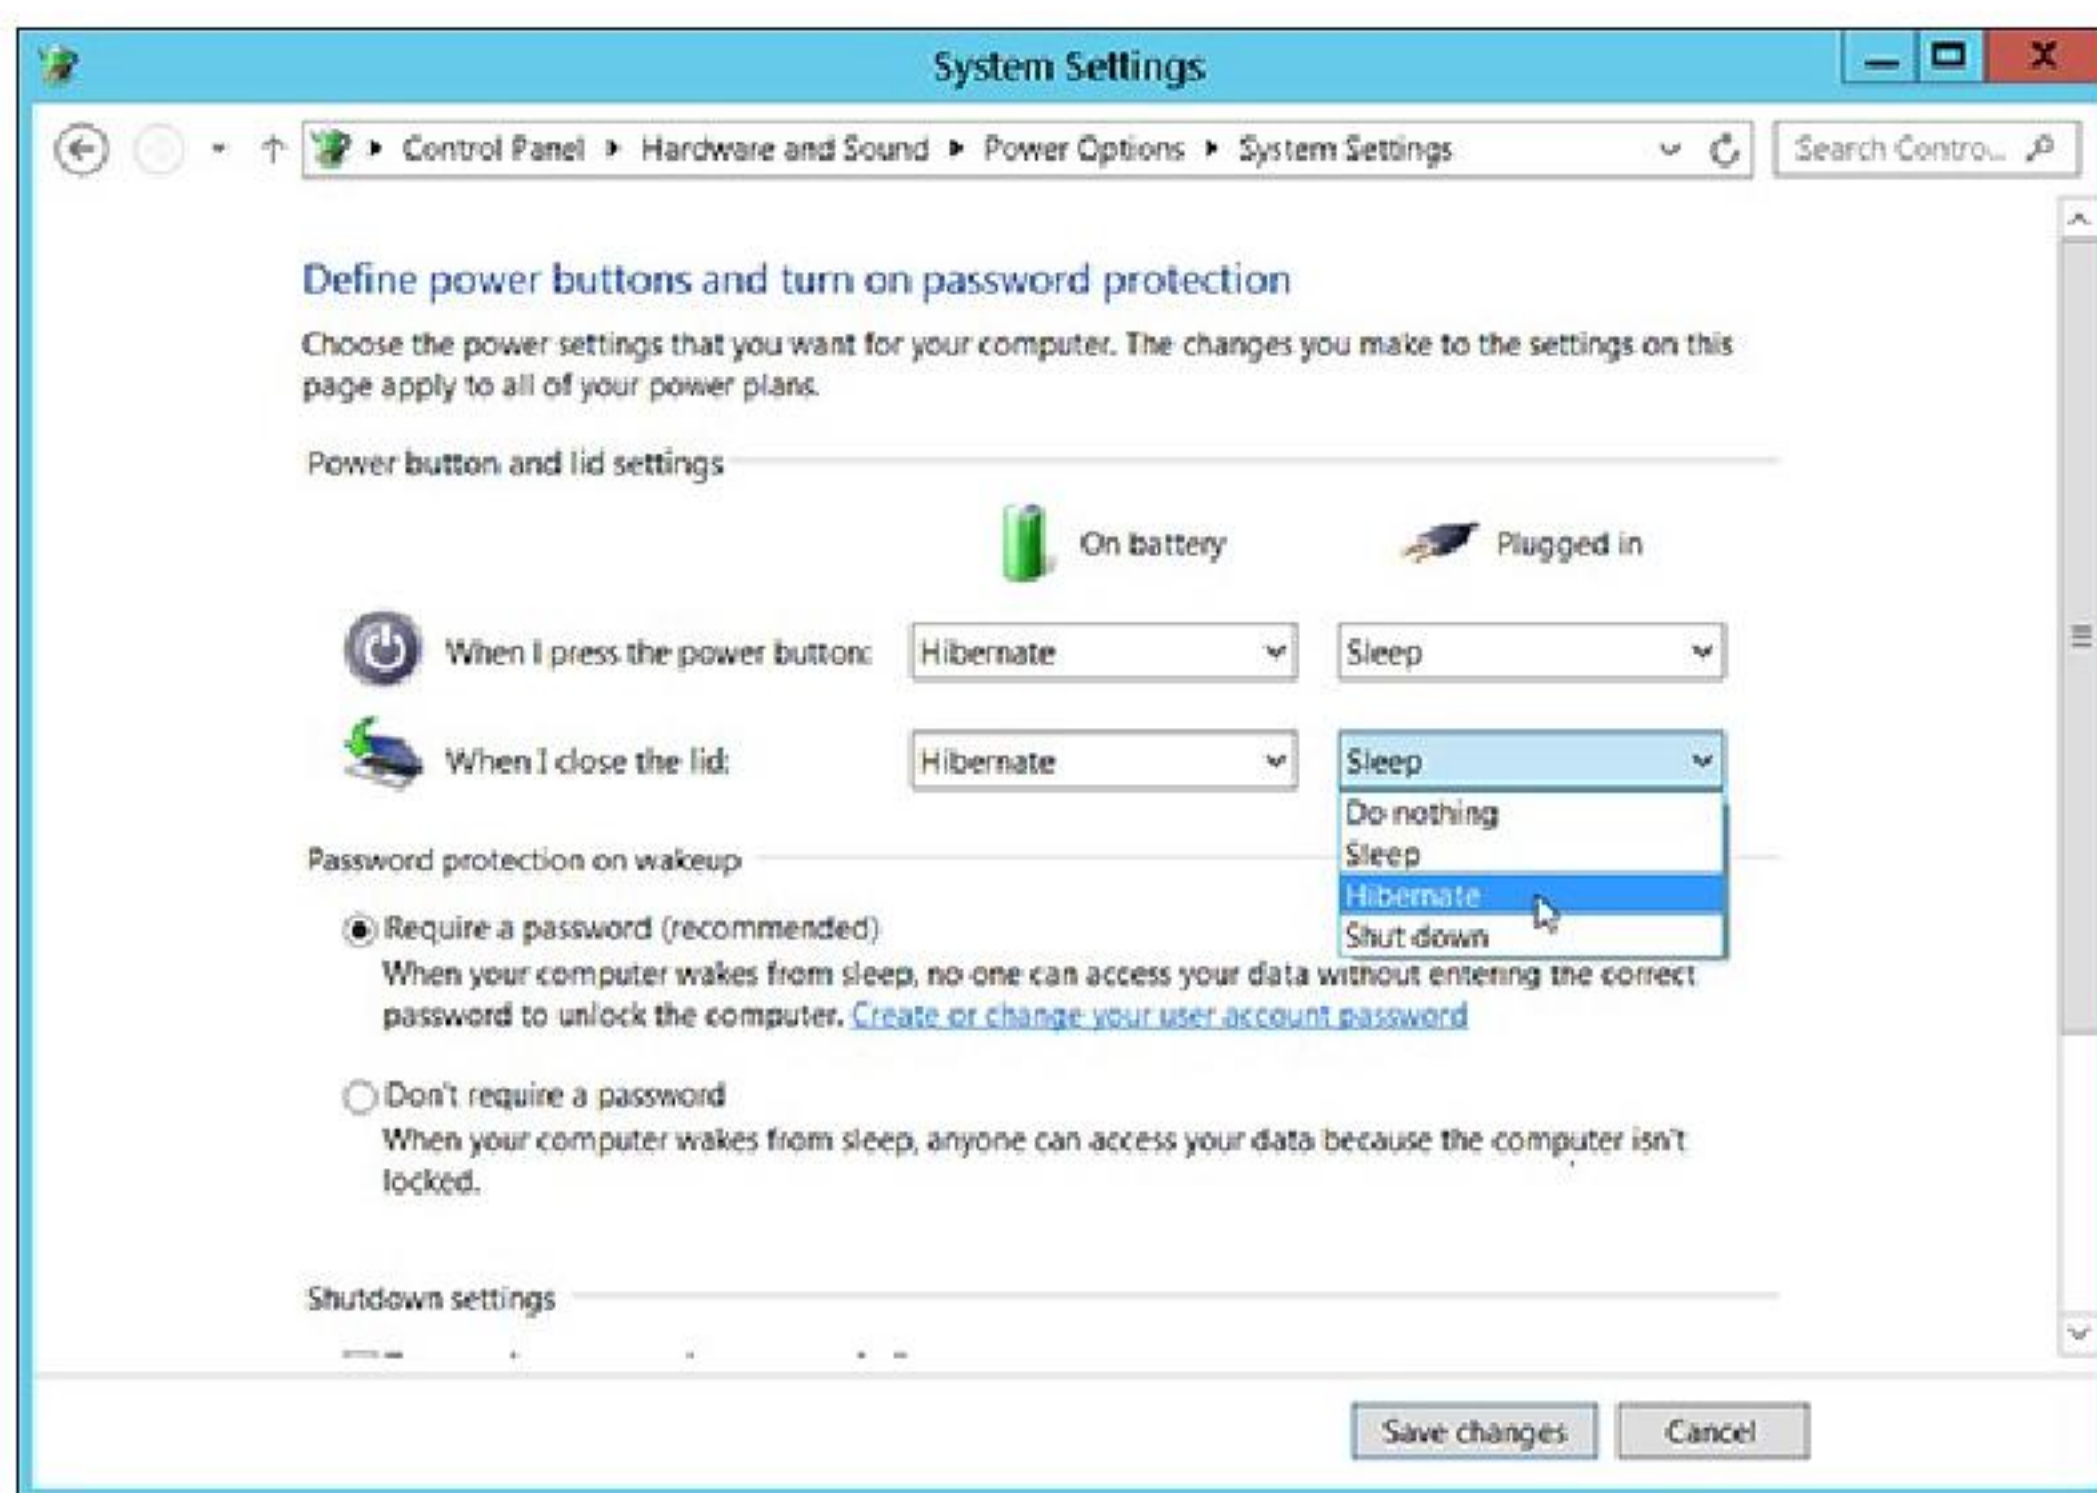 System Settings
Control Panel Hardware and Sound Power Options System Settings Search Contro...
Define power buttons and turn on password protection
Choose the power settings that you want for your computer. The changes you make to the settings on this
page apply to all of your power plans.
Power button and lid settings
On battery Plugged in
When I press the power button: Hibernate Sleep
When I close the lid: Hibernate Sleep
Do nothing
Sleep
Hibernate
Shut down
Password protection on wakeup
Require a password (recommended)
When your computer wakes from sleep, no one can access your data without entering the correct
password to unlock the computer. Create or change your user account password
Don't require a password
When your computer wakes from sleep, anyone can access your data because the computer isn't
locked.
Shutdown settings
Save changes Cancel